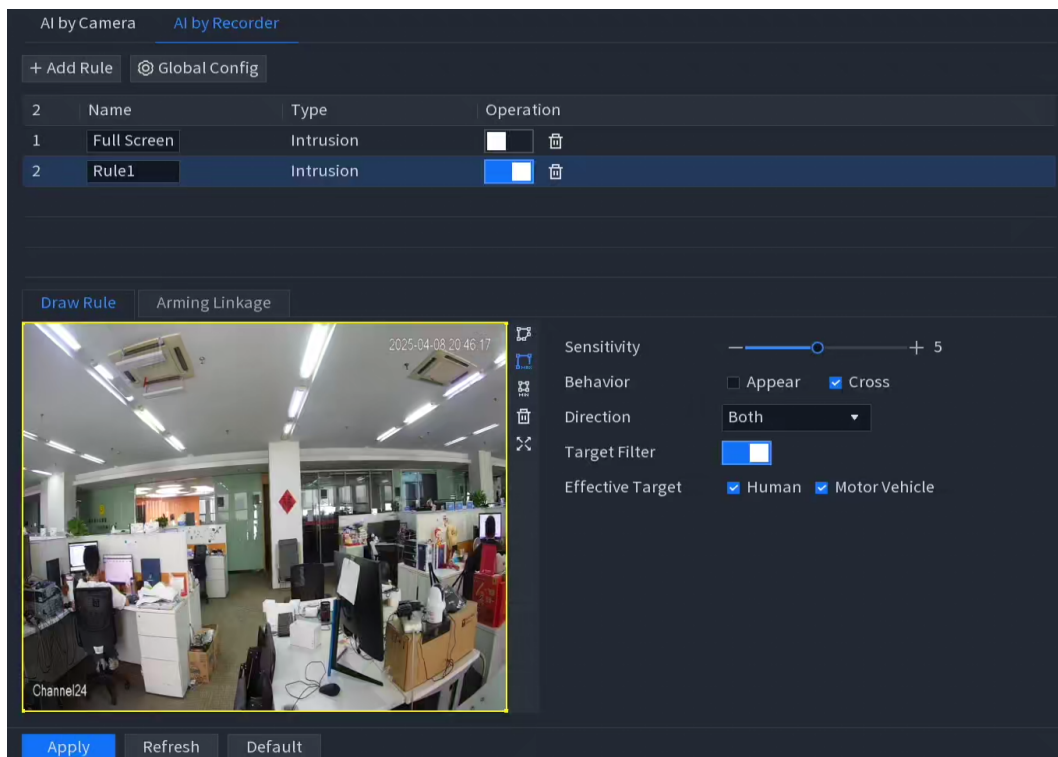 AI by Camera AI by Recorder
+ Add Rule Global Config
2 Name Type Operation
1 Full Screen Intrusion
2 Rule1 Intrusion
Draw Rule Arming Linkage
2025-04-08 20:46:17
Sensitivity 5
Behavior Appear Cross
Direction Both
Target Filter
Effective Target Human Motor Vehicle
Channel24
Apply Refresh Default